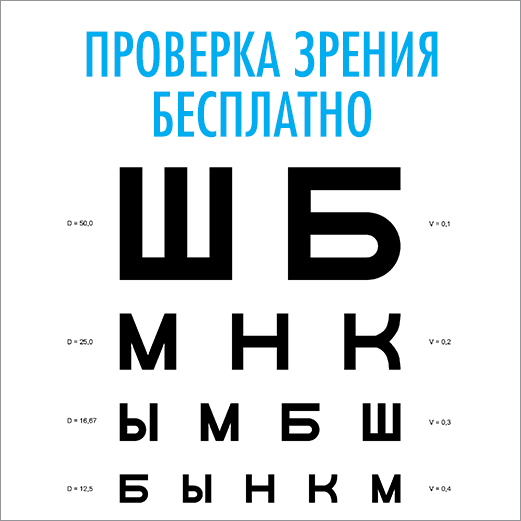 ПРОВЕРКА ЗРЕНИЯ
БЕСПЛАТНО
D = 50,0 Ш Б V = 0,1
D = 25,0 М Н К V = 0,2
D = 16,67 Ы М Б Ш V = 0,3
D = 12,5 Б Ы Н К М V = 0,4